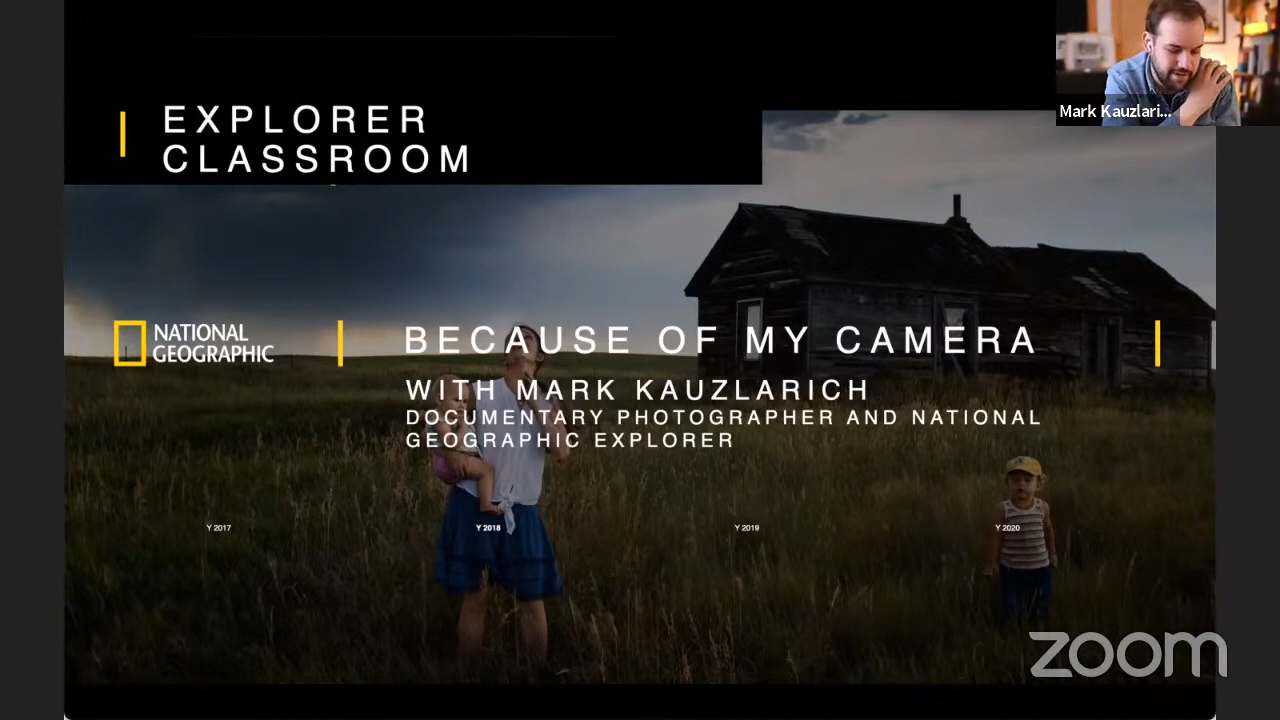 EXPLORER
CLASSROOM
Mark Kauzlari...
NATIONAL
GEOGRAPHIC
BECAUSE OF MY CAMERA
WITH MARK KAUZLARICH
DOCUMENTARY PHOTOGRAPHER AND NATIONAL
GEOGRAPHIC EXPLORER
Y 2017
Y 2018
Y 2019
Y 2020
zoom